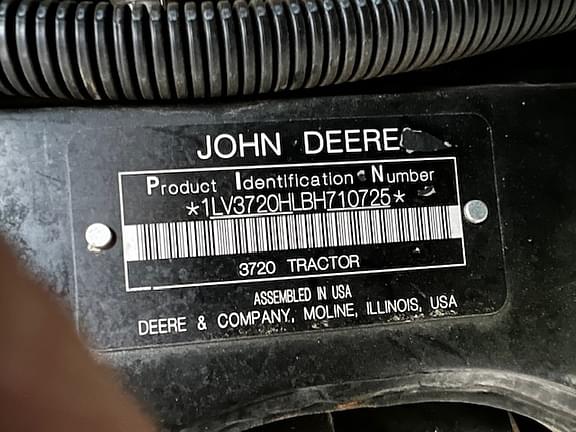 JOHN DEERE
Product Identification Number
*1LV3720HLBH710725*
3720 TRACTOR
ASSEMBLED IN USA
DEERE & COMPANY, MOLINE, ILLINOIS, USA